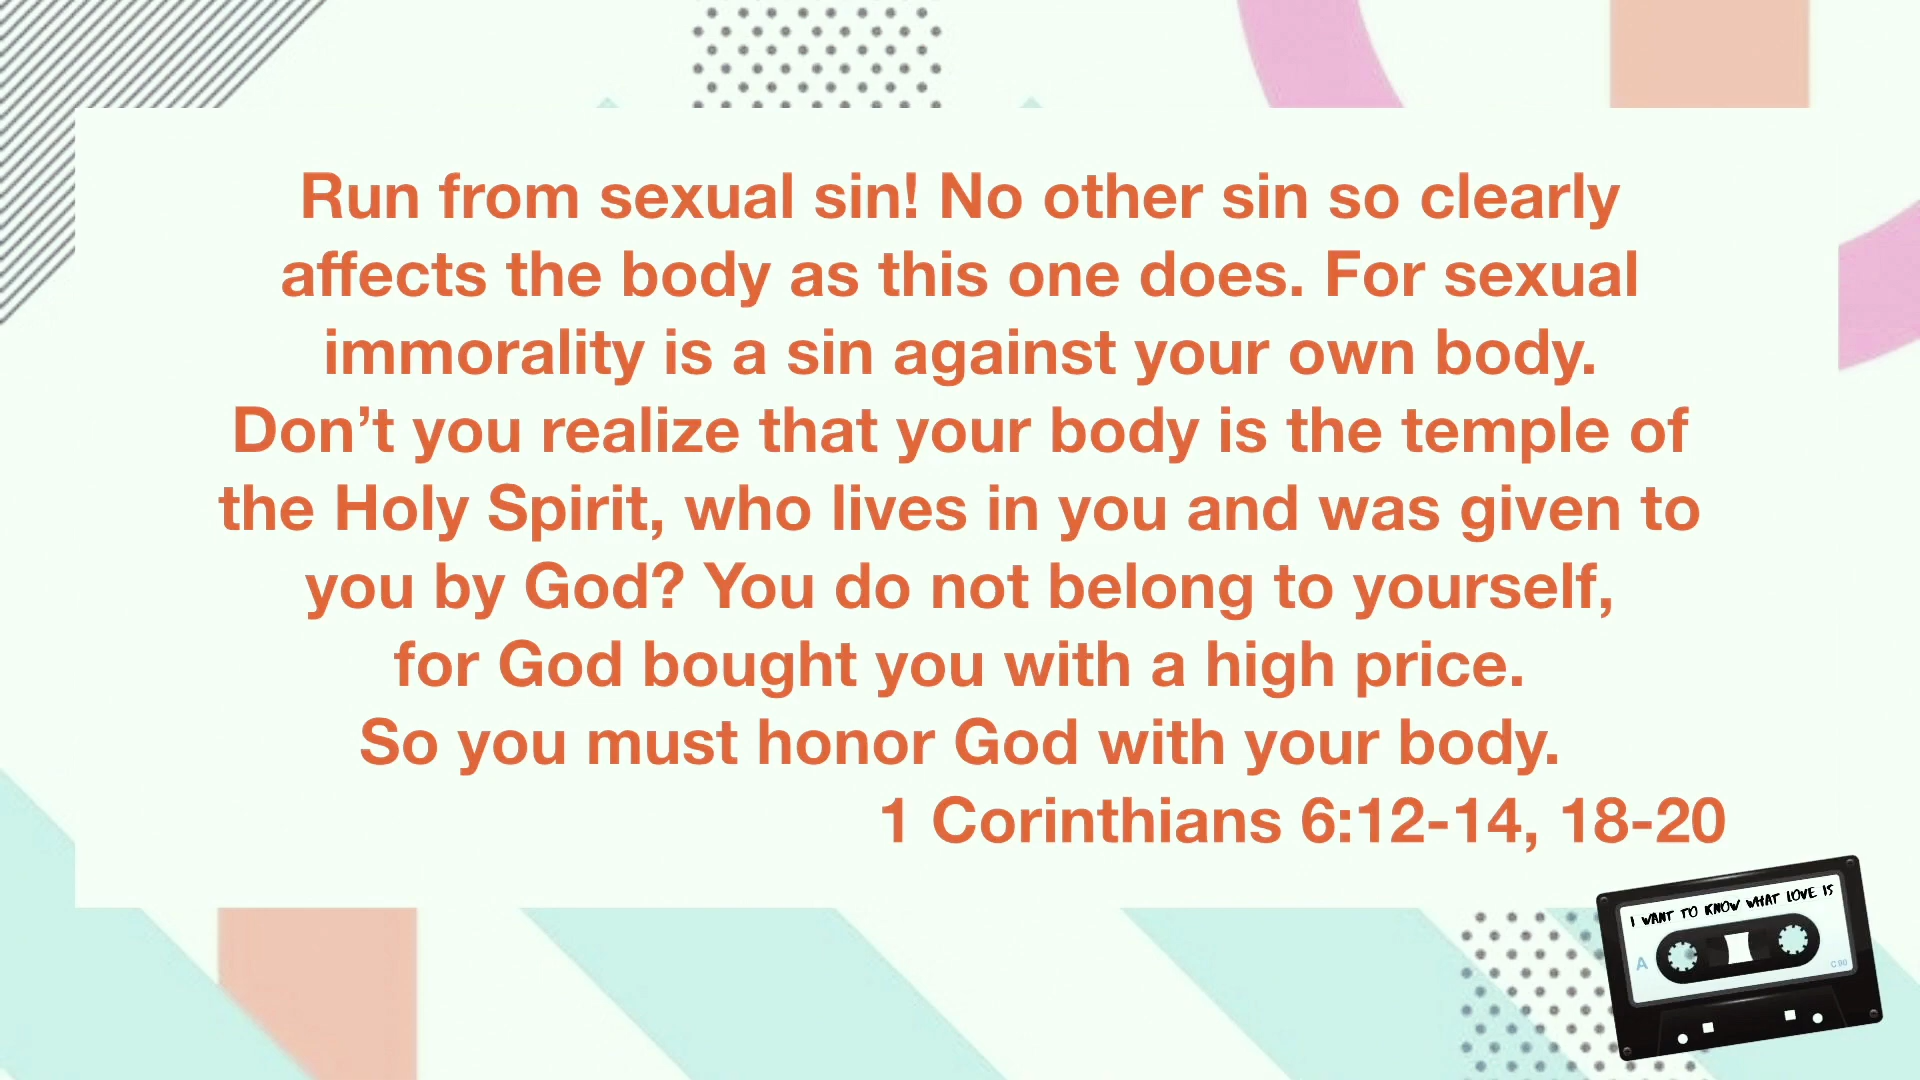 Run from sexual sin! No other sin so clearly
affects the body as this one does. For sexual
immorality is a sin against your own body.
Don’t you realize that your body is the temple of
the Holy Spirit, who lives in you and was given to
you by God? You do not belong to yourself,
for God bought you with a high price.
So you must honor God with your body.
1 Corinthians 6:12-14, 18-20
I WANT TO KNOW WHAT LOVE IS
A
C90